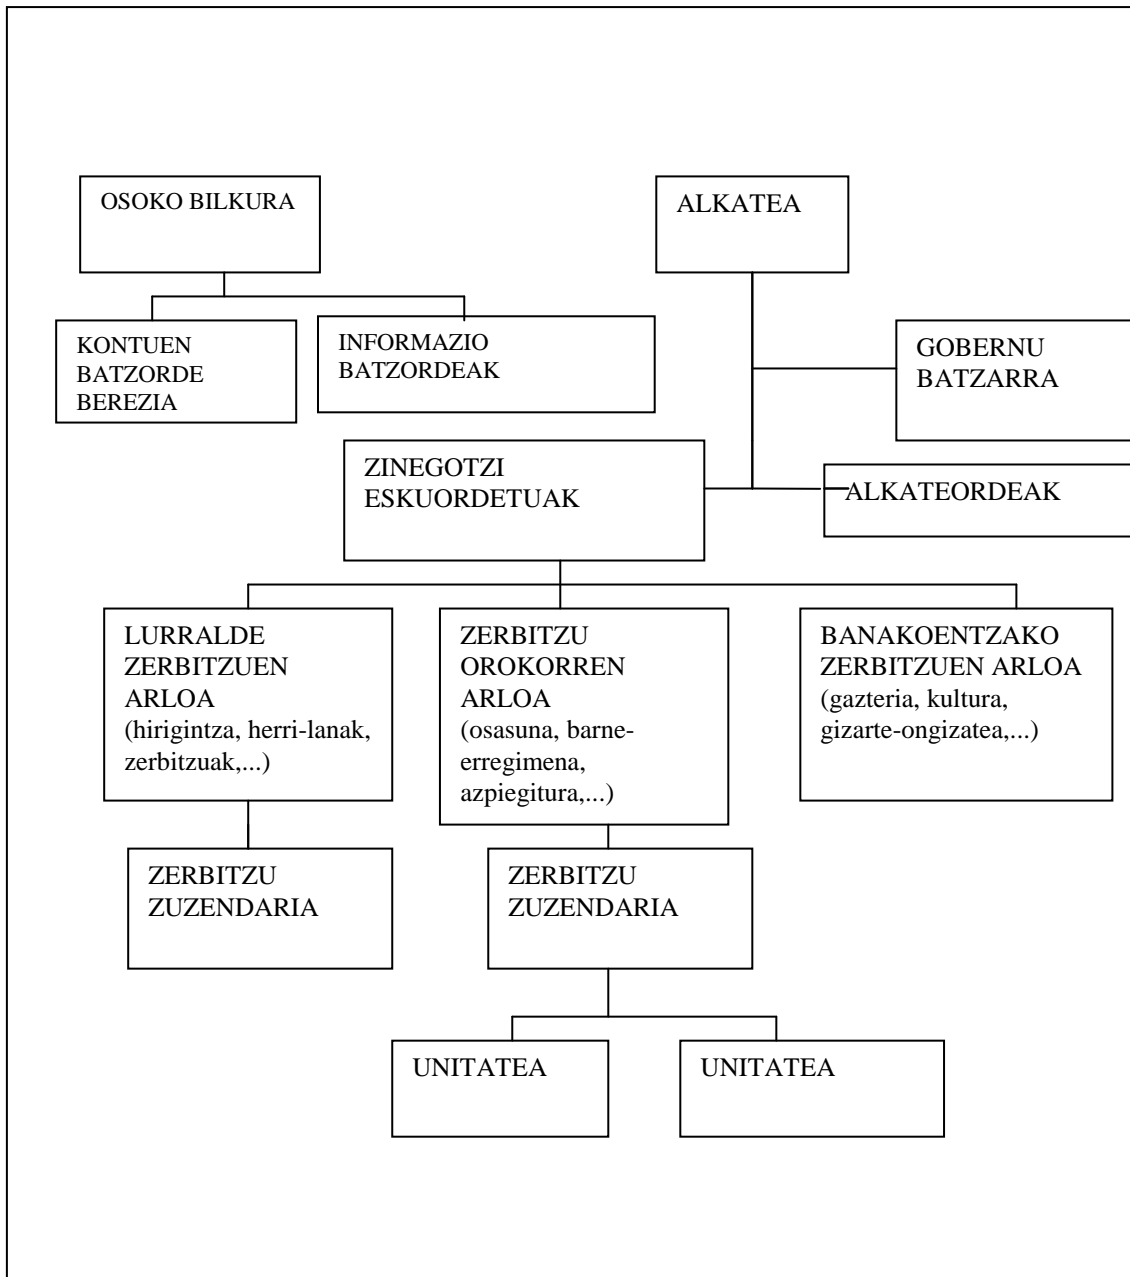 OSOKO BILKURA
ALKATEA
KONTUEN
BATZORDE
BEREZIA
INFORMAZIO
BATZORDEAK
GOBERNU
BATZARRA
ZINEGOTZI
ESKUORDETUAK
ALKATEORDEAK
LURRALDE
ZERBITZUEN
ARLOA
(hirigintza, herri-lanak,
zerbitzuak,...)
ZERBITZU
OROKORREN
ARLOA
(osasuna, barne-
erregimena,
azpiegitura,...)
BANAKOENTZAKO
ZERBITZUEN ARLOA
(gazteria, kultura,
gizarte-ongizatea,...)
ZERBITZU
ZUZENDARIA
ZERBITZU
ZUZENDARIA
UNITATEA
UNITATEA